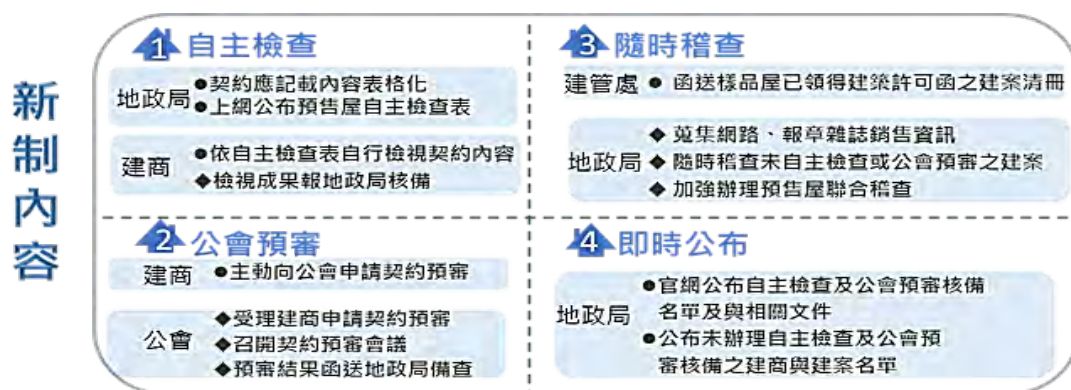 新制內容
1 自主檢查
地政局
●契約應記載內容表格化
●上網公布預售屋自主檢查表
建商
●依自主檢查表自行檢視契約內容
◆檢視成果報地政局核備
2 公會預審
建商
●主動向公會申請契約預審
公會
◆受理建商申請契約預審
◆召開契約預審會議
◆預審結果函送地政局備查
3 隨時稽查
建管處
● 函送樣品屋已領得建築許可函之建案清冊
地政局
◆ 蒐集網路、報章雜誌銷售資訊
◆ 隨時稽查未自主檢查或公會預審之建案
◆ 加強辦理預售屋聯合稽查
4 即時公布
地政局
●官網公布自主檢查及公會預審核備
名單及與相關文件
●公布未辦理自主檢查及公會預
審核備之建商與建案名單